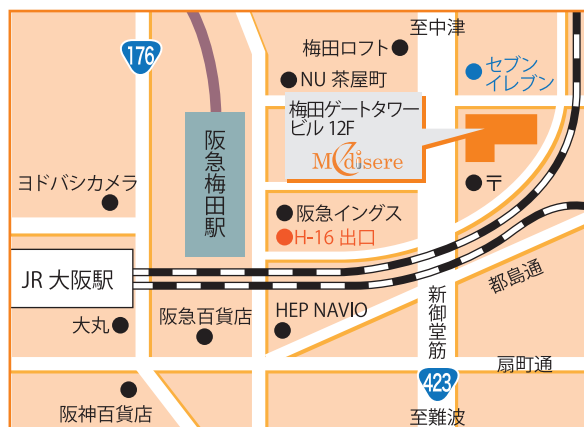 至中津
176
梅田ロフト
セブン
イレブン
NU 茶屋町
梅田ゲートタワー
ビル 12F
Medisere
阪急梅田駅
ヨドバシカメラ
〒
阪急イングス
H-16 出口
JR 大阪駅
都島通
新御堂筋
大丸
阪急百貨店
HEP NAVIO
扇町通
423
阪神百貨店
至難波